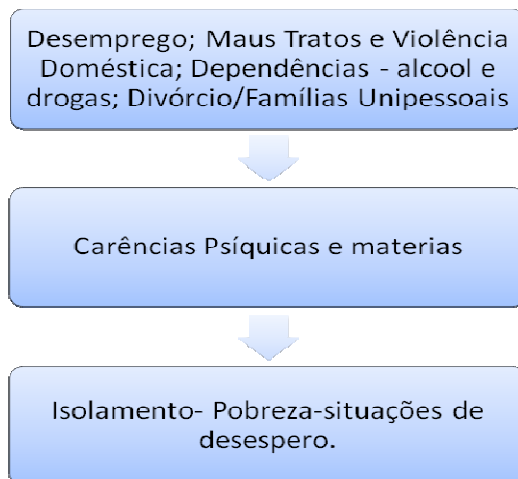 Desemprego; Maus Tratos e Violência
Doméstica; Dependências - alcool e
drogas; Divórcio/Famílias Unipessoais
Carências Psíquicas e materias
Isolamento- Pobreza-situações de
desespero.